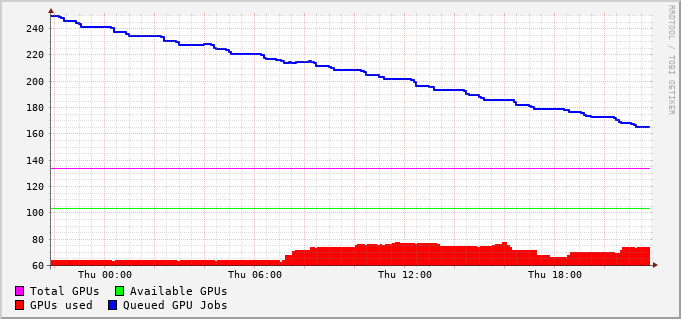 240
220
200
180
160
140
120
100
80
60
Thu 00:00 Thu 06:00 Thu 12:00 Thu 18:00
Total GPUs Available GPUs
GPUs used Queued GPU Jobs
RRDTOOL / TOBI OETIKER